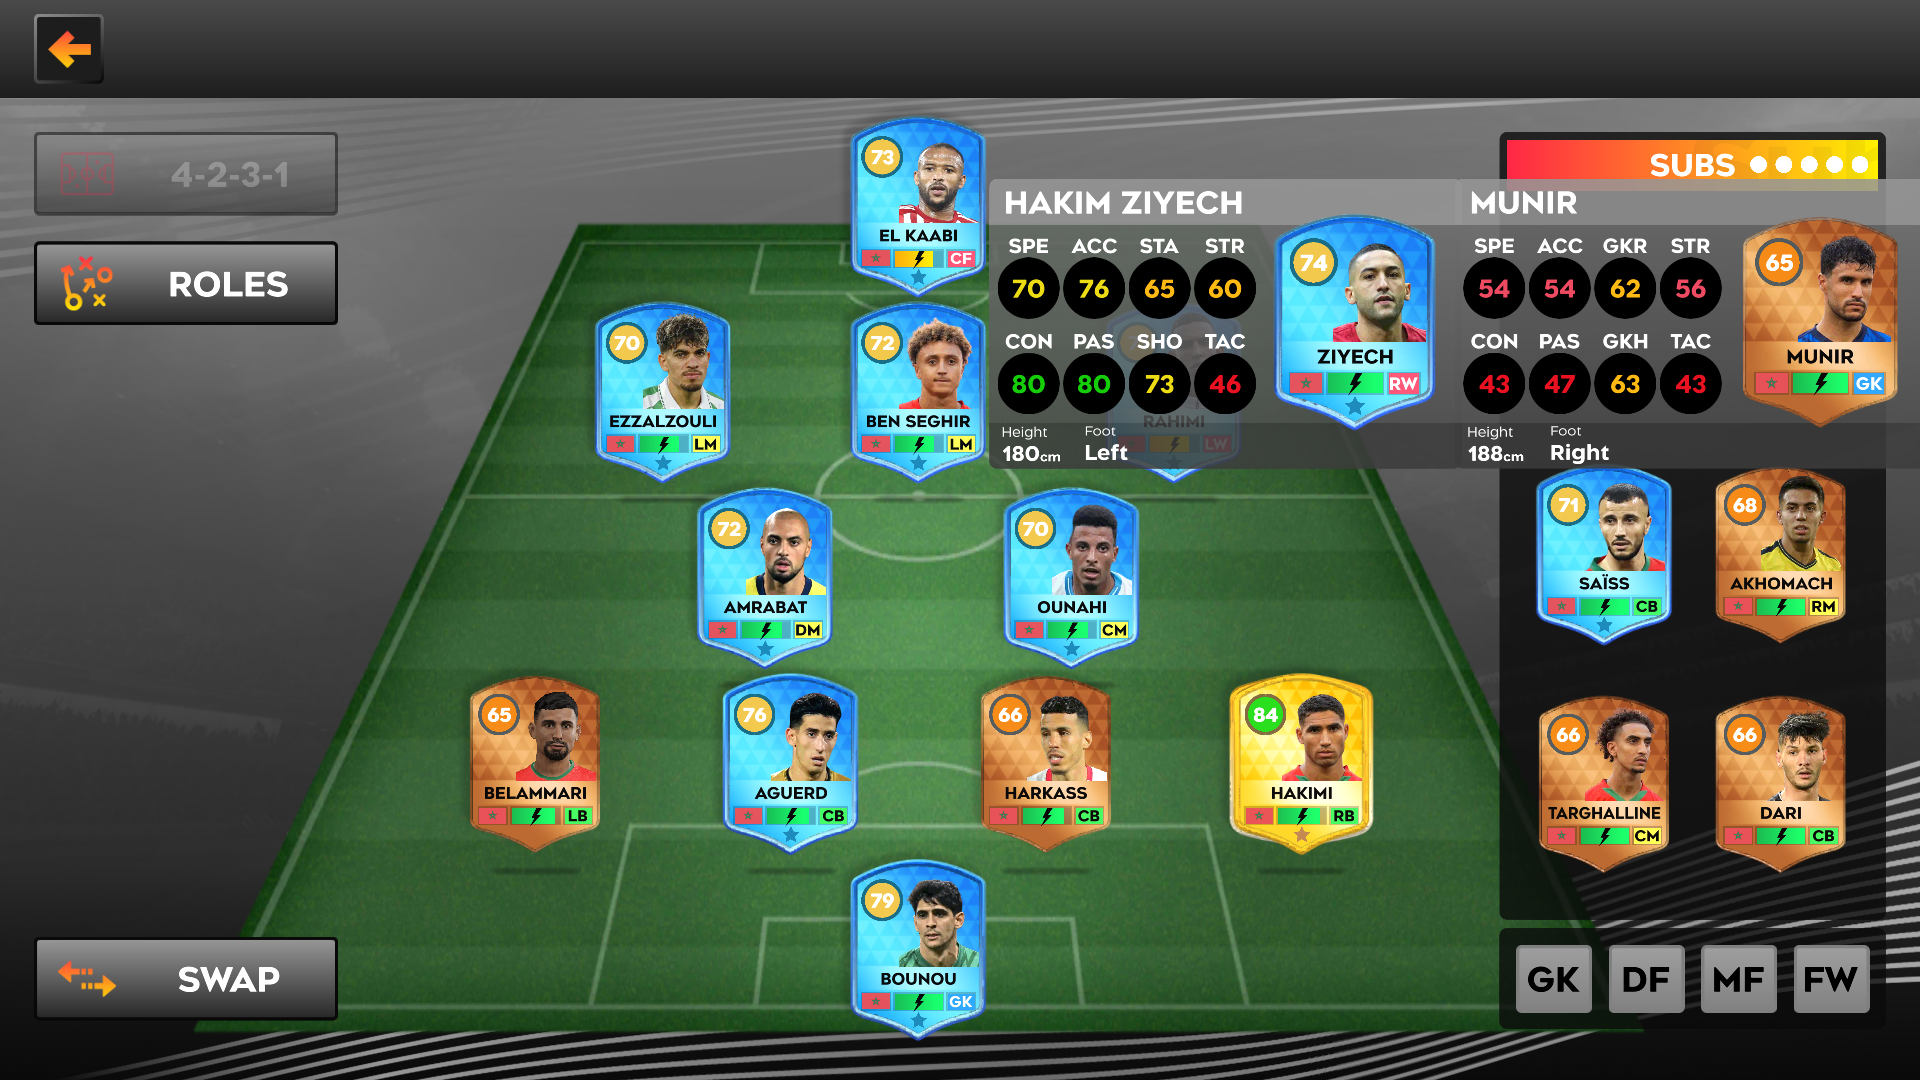 4-2-3-1
ROLES
SWAP
73
EL KAABI
CF
70
EZZALZOULI
LM
72
BEN SEGHIR
LM
RAHIMI
LW
72
AMRABAT
DM
70
OUNAHI
CM
65
BELAMMARI
LB
76
AGUERD
CB
66
HARKASS
CB
84
HAKIMI
RB
79
BOUNOU
GK
HAKIM ZIYECH
SPE ACC STA STR
70 76 65 60
CON PAS SHO TAC
80 80 73 46
Height Foot
180cm Left
74
ZIYECH
RW
SUBS
MUNIR
SPE ACC GKR STR
54 54 62 56
CON PAS GKH TAC
43 47 63 43
Height Foot
188cm Right
65
MUNIR
GK
71
SAÏSS
CB
68
AKHOMACH
RM
66
TARGHALLINE
CM
66
DARI
CB
GK DF MF FW